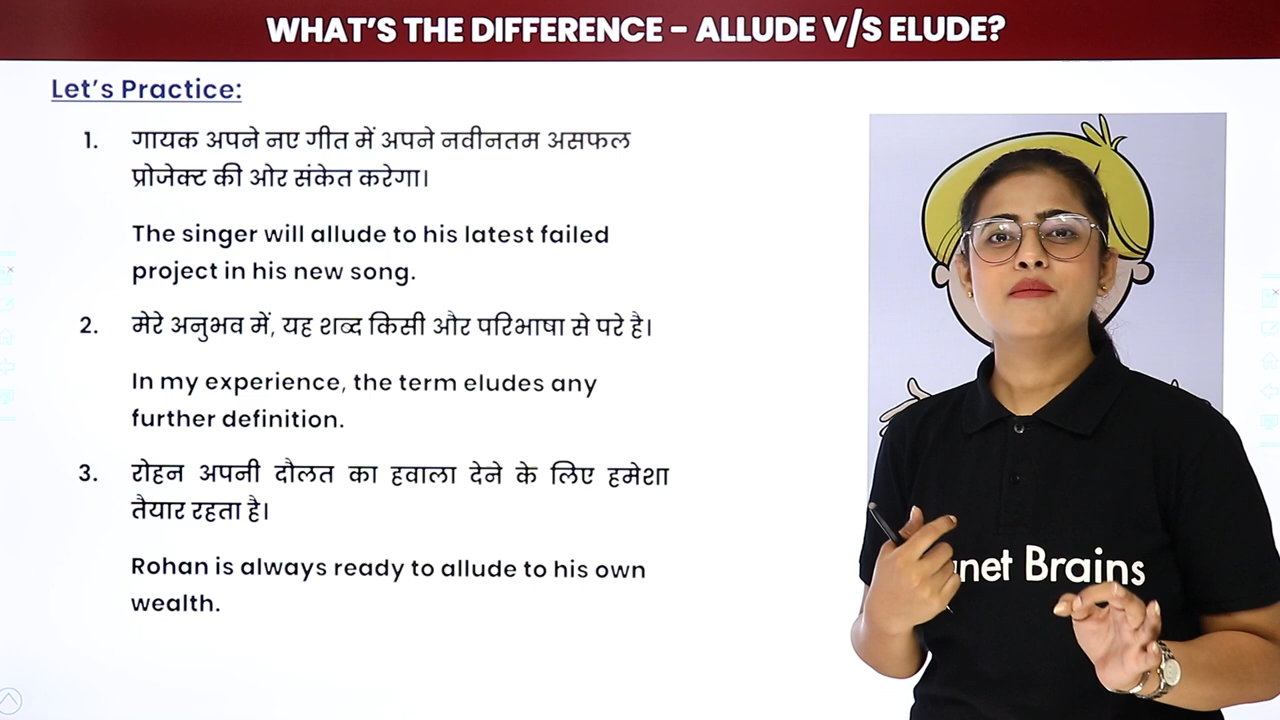 WHAT'S THE DIFFERENCE - ALLUDE V/S ELUDE?
Let's Practice:
1. गायक अपने नए गीत में अपने नवीनतम असफल
प्रोजेक्ट की ओर संकेत करेगा।
The singer will allude to his latest failed
project in his new song.
2. मेरे अनुभव में, यह शब्द किसी और परिभाषा से परे है।
In my experience, the term eludes any
further definition.
3. रोहन अपनी दौलत का हवाला देने के लिए हमेशा
तैयार रहता है।
Rohan is always ready to allude to his own
wealth.
Brains